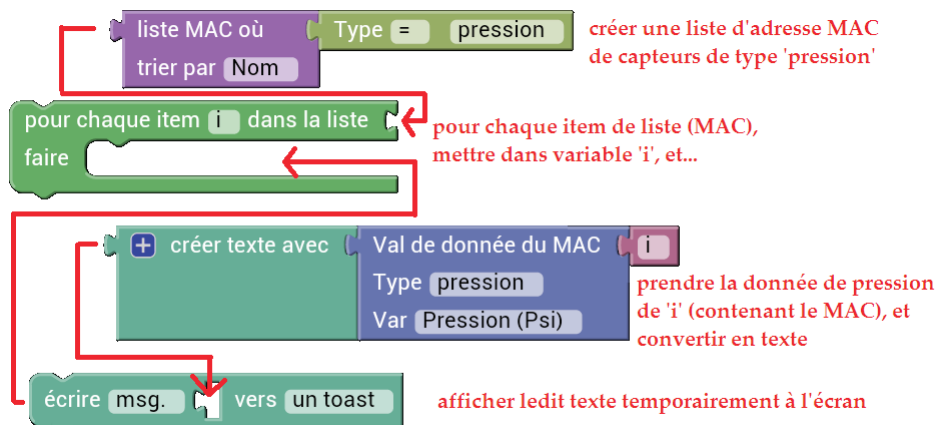 liste MAC où
Type = pression
trier par Nom
créer une liste d'adresse MAC
de capteurs de type 'pression'
pour chaque item i dans la liste
faire
pour chaque item de liste (MAC),
mettre dans variable 'i', et...
+ créer texte avec
Val de donnée du MAC i
Type pression
Var Pression (Psi)
prendre la donnée de pression
de 'i' (contenant le MAC), et
convertir en texte
écrire msg. vers un toast
afficher ledit texte temporairement à l'écran